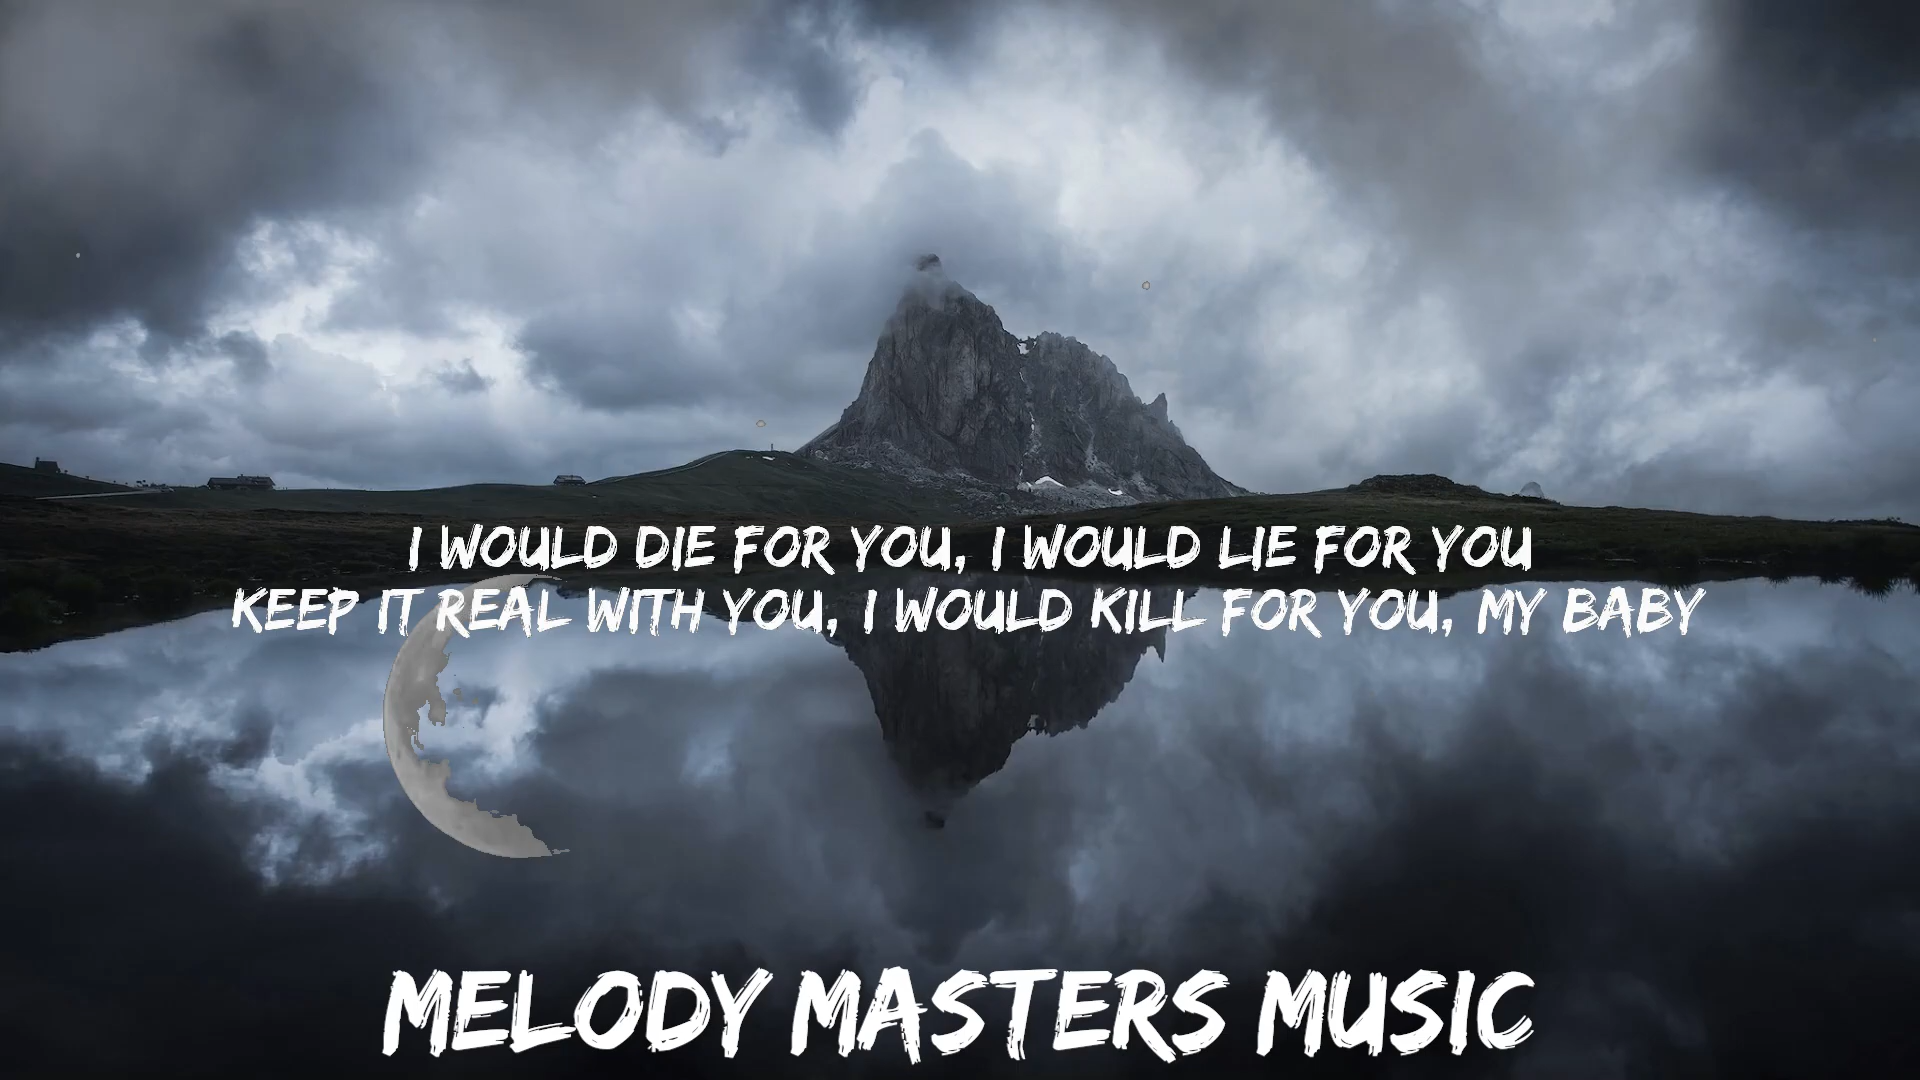 I WOULD DIE FOR YOU, I WOULD LIE FOR YOU
KEEP IT REAL WITH YOU, I WOULD KILL FOR YOU, MY BABY
MELODY MASTERS MUSIC